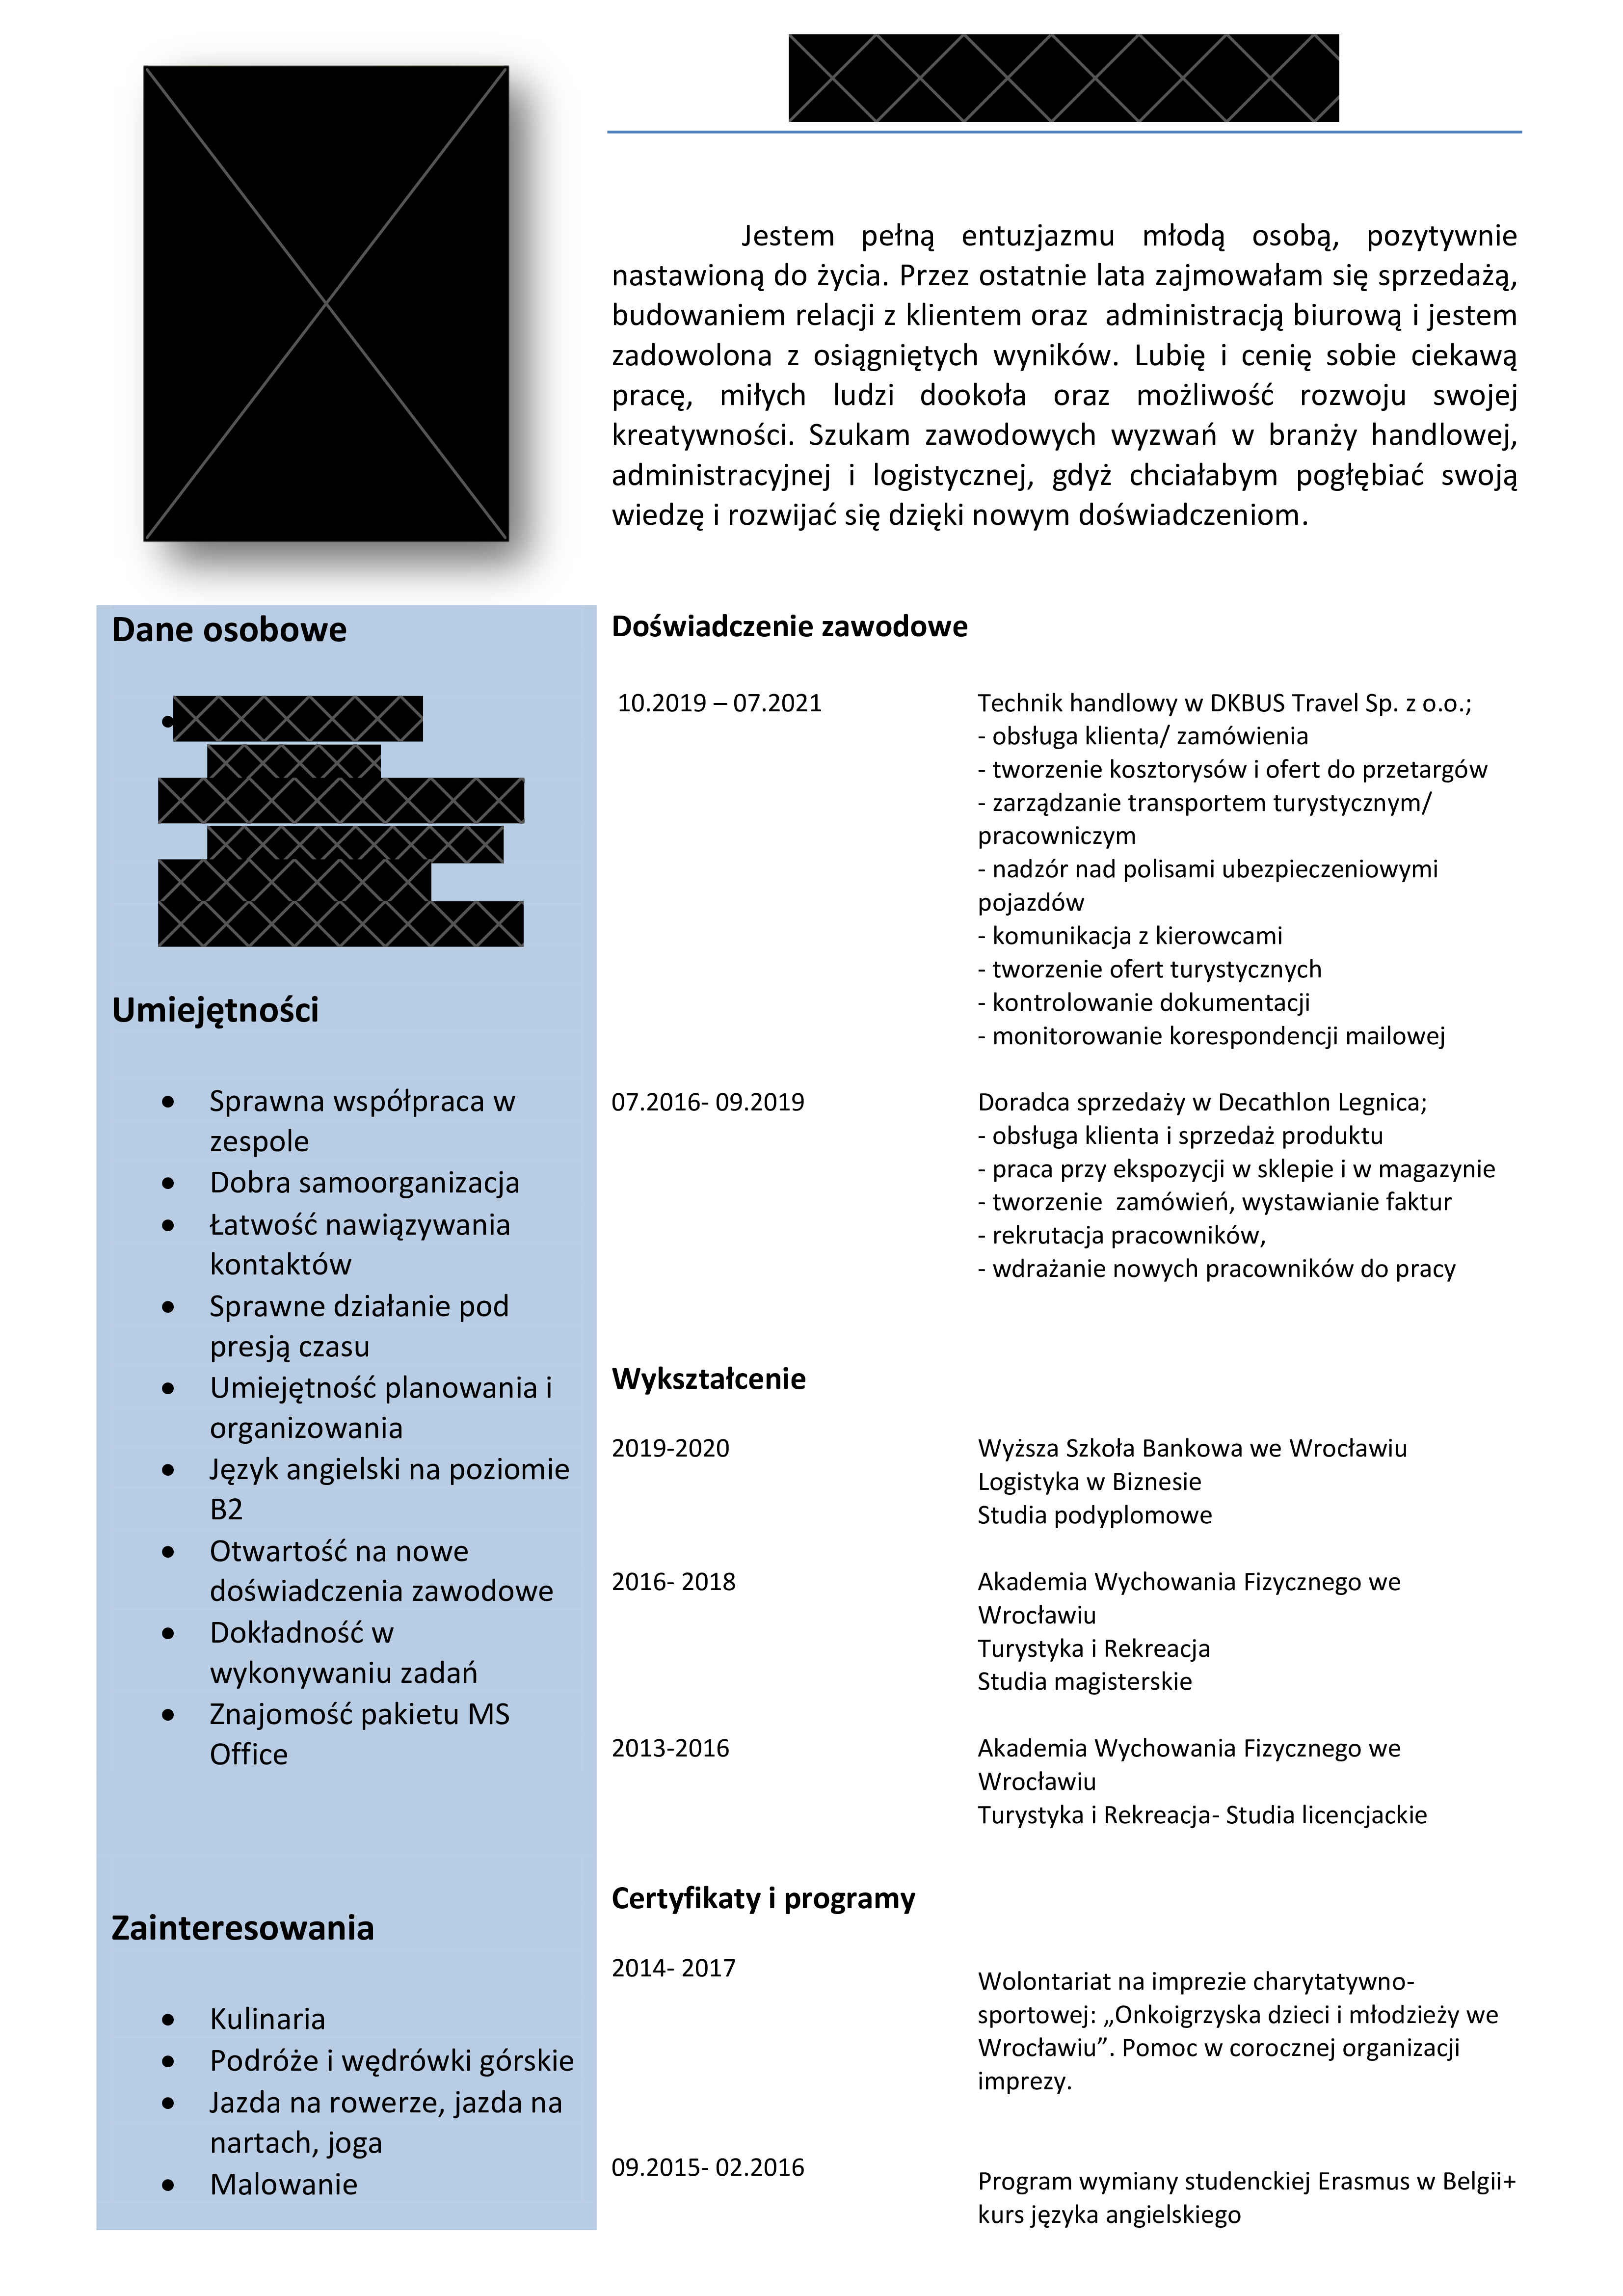 Jestem pełną entuzjazmu młodą osobą, pozytywnie
nastawioną do życia. Przez ostatnie lata zajmowałam się sprzedażą,
budowaniem relacji z klientem oraz  administracją biurową i jestem
zadowolona z osiągniętych wyników. Lubię i cenię sobie ciekawą
pracę, miłych ludzi dookoła oraz możliwość rozwoju swojej
kreatywności. Szukam zawodowych wyzwań w branży handlowej,
administracyjnej i logistycznej, gdyż chciałabym pogłębiać swoją
wiedzę i rozwijać się dzięki nowym doświadczeniom.
Dane osobowe
Umiejętności
• Sprawna współpraca w
zespole
• Dobra samoorganizacja
• Łatwość nawiązywania
kontaktów
• Sprawne działanie pod
presją czasu
• Umiejętność planowania i
organizowania
• Język angielski na poziomie
B2
• Otwartość na nowe
doświadczenia zawodowe
• Dokładność w
wykonywaniu zadań
• Znajomość pakietu MS
Office
Zainteresowania
• Kulinaria
• Podróże i wędrówki górskie
• Jazda na rowerze, jazda na
nartach, joga
• Malowanie
Doświadczenie zawodowe
10.2019 – 07.2021
Technik handlowy w DKBUS Travel Sp. z o.o.;
- obsługa klienta/ zamówienia
- tworzenie kosztorysów i ofert do przetargów
- zarządzanie transportem turystycznym/
pracowniczym
- nadzór nad polisami ubezpieczeniowymi
pojazdów
- komunikacja z kierowcami
- tworzenie ofert turystycznych
- kontrolowanie dokumentacji
- monitorowanie korespondencji mailowej
07.2016- 09.2019
Doradca sprzedaży w Decathlon Legnica;
- obsługa klienta i sprzedaż produktu
- praca przy ekspozycji w sklepie i w magazynie
- tworzenie  zamówień, wystawianie faktur
- rekrutacja pracowników,
- wdrażanie nowych pracowników do pracy
Wykształcenie
2019-2020
Wyższa Szkoła Bankowa we Wrocławiu
Logistyka w Biznesie
Studia podyplomowe
2016- 2018
Akademia Wychowania Fizycznego we
Wrocławiu
Turystyka i Rekreacja
Studia magisterskie
2013-2016
Akademia Wychowania Fizycznego we
Wrocławiu
Turystyka i Rekreacja- Studia licencjackie
Certyfikaty i programy
2014- 2017
Wolontariat na imprezie charytatywno-
sportowej: „Onkoigrzyska dzieci i młodzieży we
Wrocławiu”. Pomoc w corocznej organizacji
imprezy.
09.2015- 02.2016
Program wymiany studenckiej Erasmus w Belgii+
kurs języka angielskiego